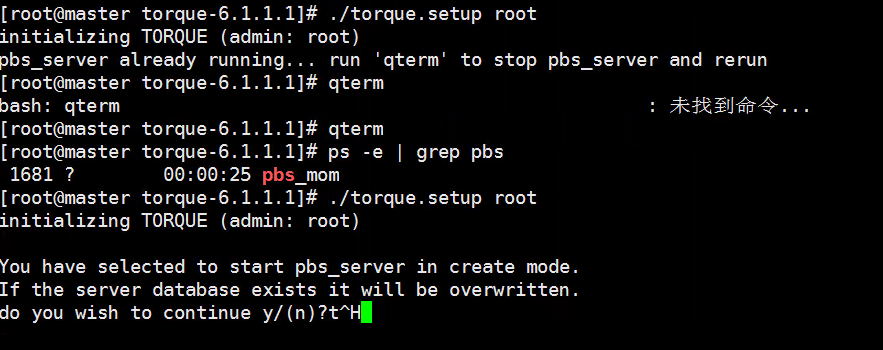 [root@master torque-6.1.1.1]# ./torque.setup root
initializing TORQUE (admin: root)
pbs_server already running... run 'qterm' to stop pbs_server and rerun
[root@master torque-6.1.1.1]# qterm
bash: qterm : 未找到命令...
[root@master torque-6.1.1.1]# qterm
[root@master torque-6.1.1.1]# ps -e | grep pbs
1681 ? 00:00:25 pbs_mom
[root@master torque-6.1.1.1]# ./torque.setup root
initializing TORQUE (admin: root)
You have selected to start pbs_server in create mode.
If the server database exists it will be overwritten.
do you wish to continue y/(n)?t^H